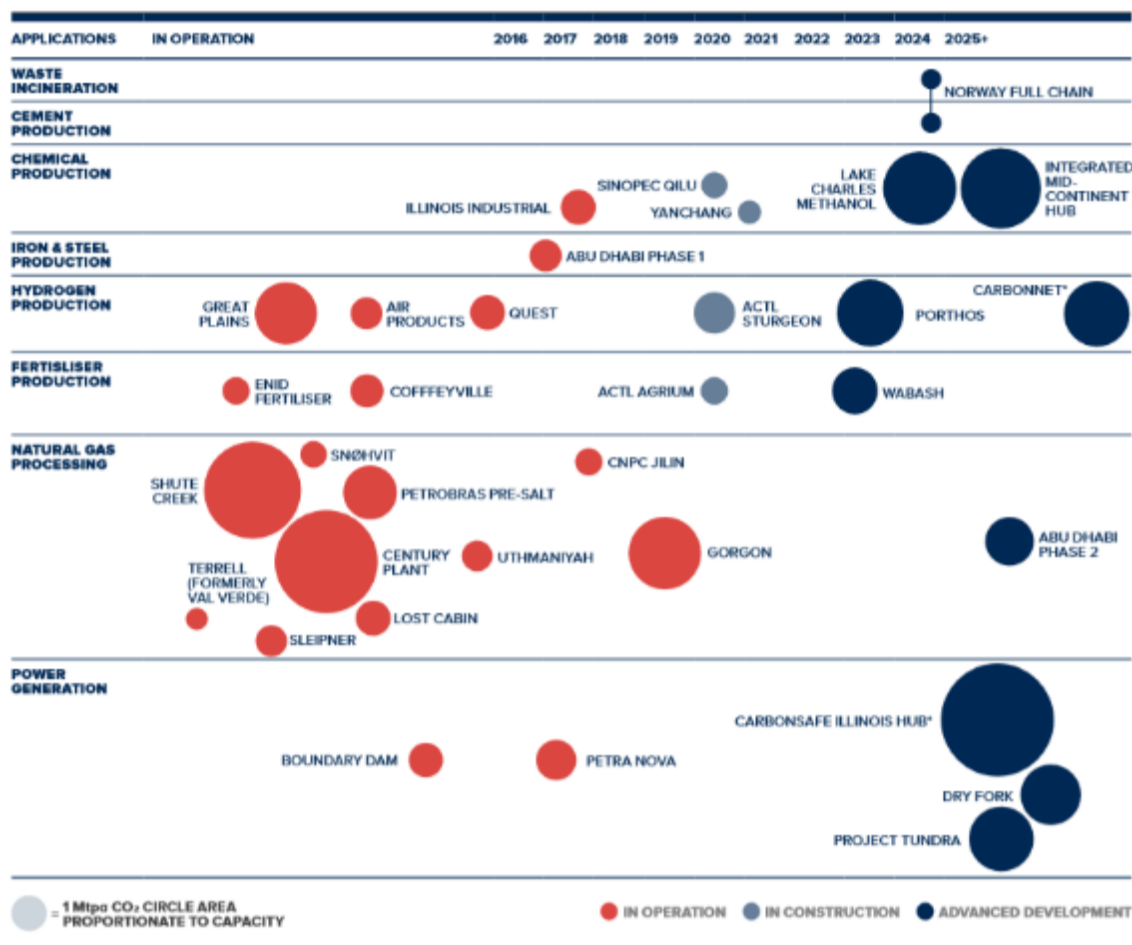 APPLICATIONS IN OPERATION 2016 2017 2018 2019 2020 2021 2022 2023 2024 2025+
WASTE
INCINERATION
NORWAY FULL CHAIN
CEMENT
PRODUCTION
CHEMICAL
PRODUCTION
ILLINOIS INDUSTRIAL
SINOPEC QILU
YANCHANG
LAKE
CHARLES
METHANOL
INTEGRATED
MID-
CONTINENT
HUB
IRON & STEEL
PRODUCTION
ABU DHABI PHASE 1
HYDROGEN
PRODUCTION
GREAT
PLAINS
AIR
PRODUCTS
QUEST
ACTL
STURGEON
PORTHOS
CARBONNET*
FERTISLISER
PRODUCTION
ENID
FERTILISER
COFFFEYVILLE
ACTL AGRIUM
WABASH
NATURAL GAS
PROCESSING
SHUTE
CREEK
SNØHVIT
PETROBRAS PRE-SALT
CNPC JILIN
TERRELL
(FORMERLY
VAL VERDE)
CENTURY
PLANT
UTHMANIYAH
GORGON
ABU DHABI
PHASE 2
LOST CABIN
SLEIPNER
POWER
GENERATION
BOUNDARY DAM
PETRA NOVA
CARBONSAFE ILLINOIS HUB*
DRY FORK
PROJECT TUNDRA
= 1 Mtpa CO₂ CIRCLE AREA
PROPORTIONATE TO CAPACITY
IN OPERATION IN CONSTRUCTION ADVANCED DEVELOPMENT